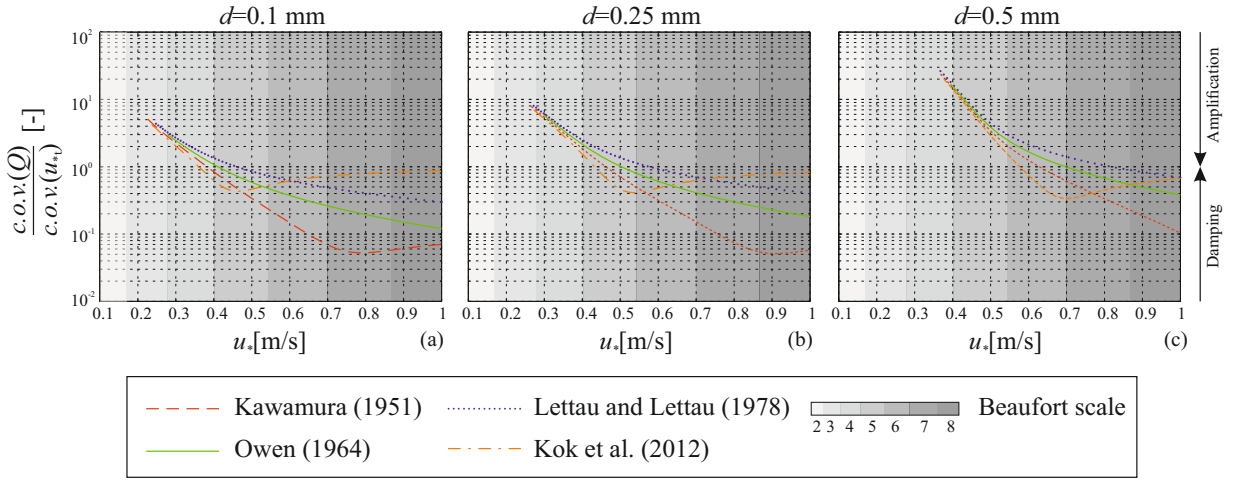 d=0.1 mm
d=0.25 mm
d=0.5 mm
c.o.v.(Q)
c.o.v.(u*t)
[-]
10²
10¹
10⁰
10⁻¹
10⁻²
0.1 0.2 0.3 0.4 0.5 0.6 0.7 0.8 0.9 1
0.1 0.2 0.3 0.4 0.5 0.6 0.7 0.8 0.9 1
0.1 0.2 0.3 0.4 0.5 0.6 0.7 0.8 0.9 1
u*[m/s]
(a)
u*[m/s]
(b)
u*[m/s]
(c)
Amplification
Damping
Kawamura (1951)
Lettau and Lettau (1978)
Beaufort scale
2 3 4 5 6 7 8
Owen (1964)
Kok et al. (2012)